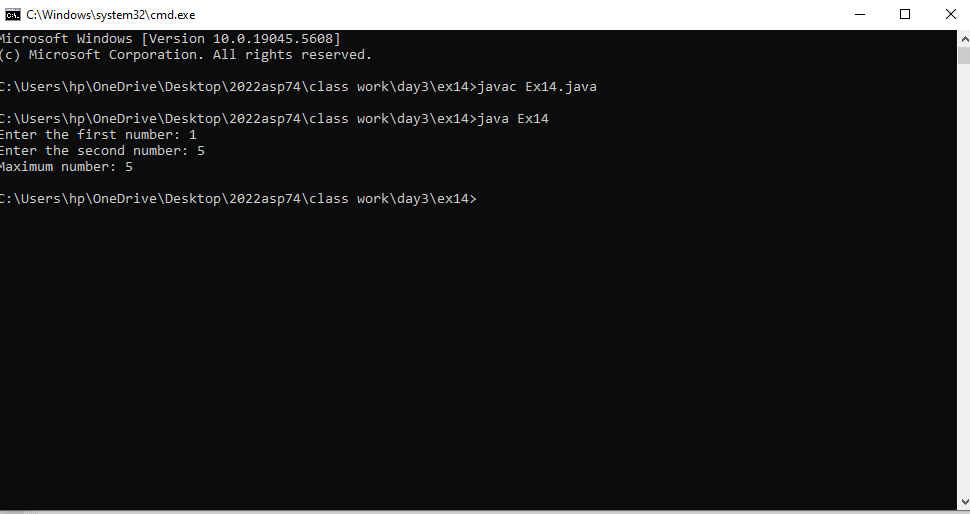 C:\Windows\system32\cmd.exe
Microsoft Windows [Version 10.0.19045.5608]
(c) Microsoft Corporation. All rights reserved.
C:\Users\hp\OneDrive\Desktop\2022asp74\class work\day3\ex14>javac Ex14.java
C:\Users\hp\OneDrive\Desktop\2022asp74\class work\day3\ex14>java Ex14
Enter the first number: 1
Enter the second number: 5
Maximum number: 5
C:\Users\hp\OneDrive\Desktop\2022asp74\class work\day3\ex14>